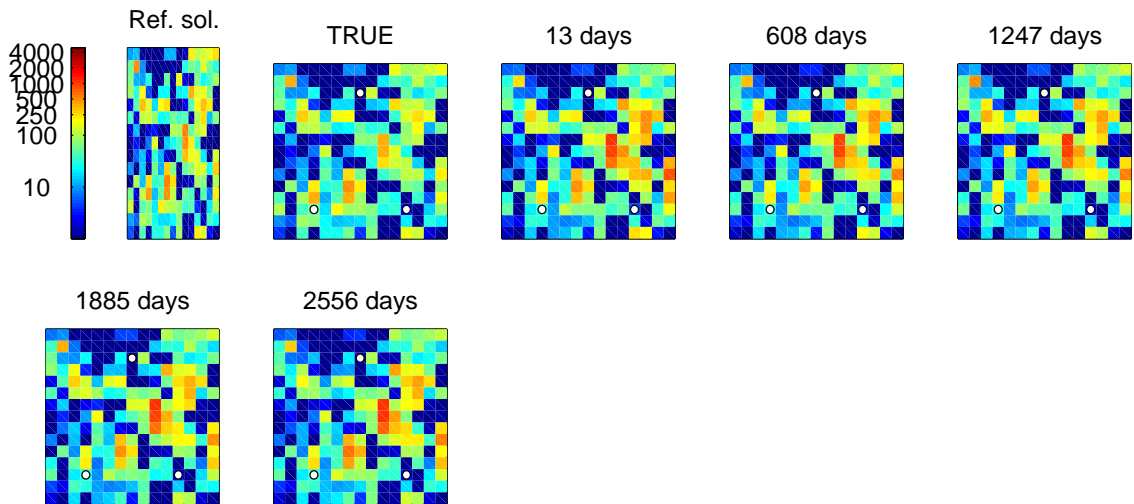 Ref. sol.
TRUE
13 days
608 days
1247 days
4000
2000
1000
500
250
100
10
1885 days
2556 days